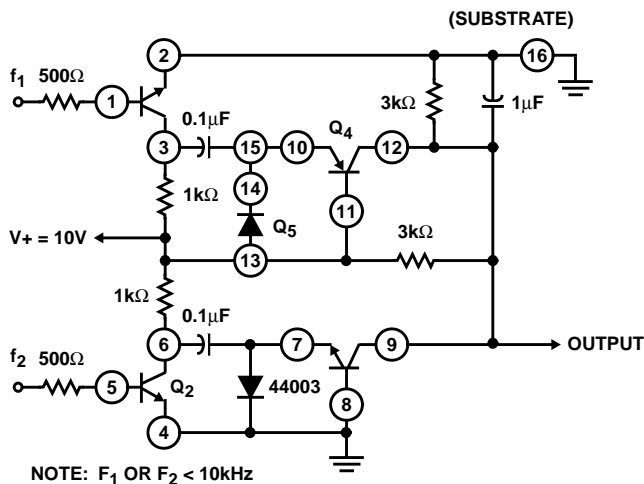 (SUBSTRATE)
2
16
f1 500Ω
1
3kΩ
1µF
0.1µF
Q4
3
15
10
12
14
11
1kΩ
Q5
3kΩ
V+ = 10V
13
1kΩ
0.1µF
f2 500Ω
6
7
9
OUTPUT
5
Q2
44003
8
4
NOTE: F1 OR F2 < 10kHz